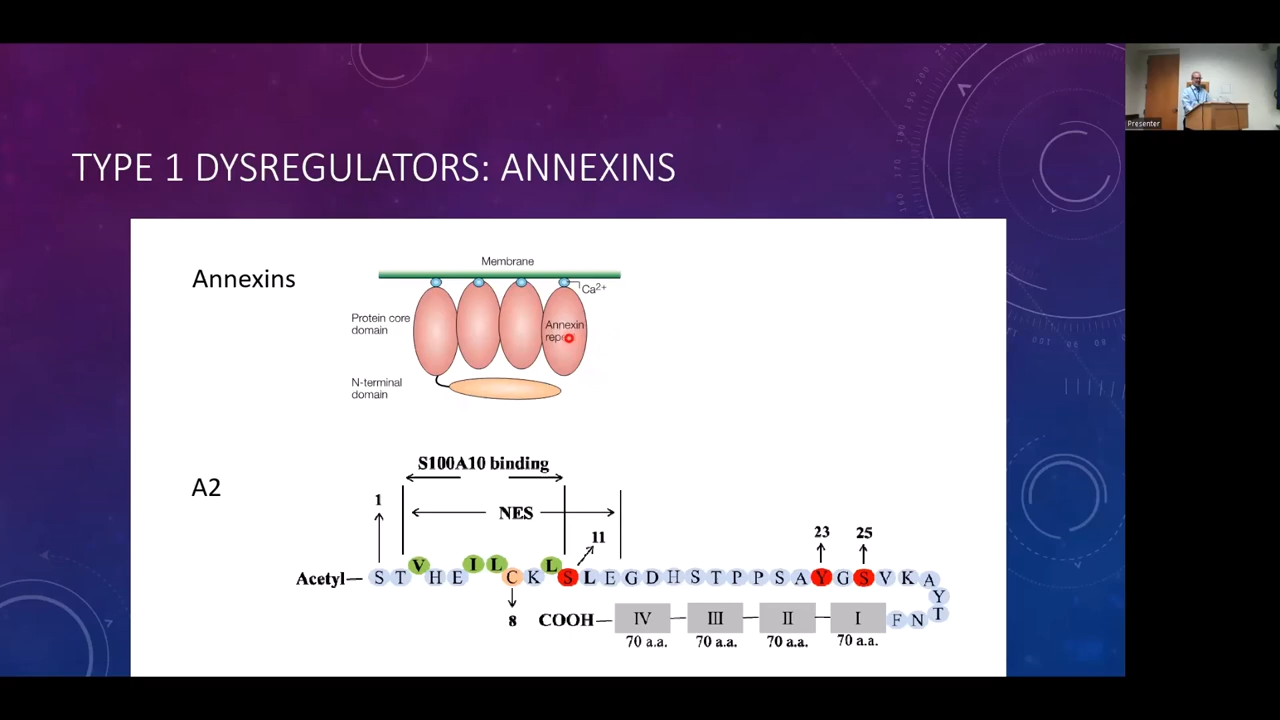 Presenter
TYPE 1 DYSREGULATORS: ANNEXINS
Annexins
Membrane
Ca2+
Protein core
domain
Annexin
N-terminal
domain
A2
S100A10 binding
1
NES
11
23
25
Acetyl
S T V H E I L C K L S L E G D H S T P P S A Y G S V K A
Y
T
N
F
8
COOH
IV
III
II
I
70 a.a.
70 a.a.
70 a.a.
70 a.a.